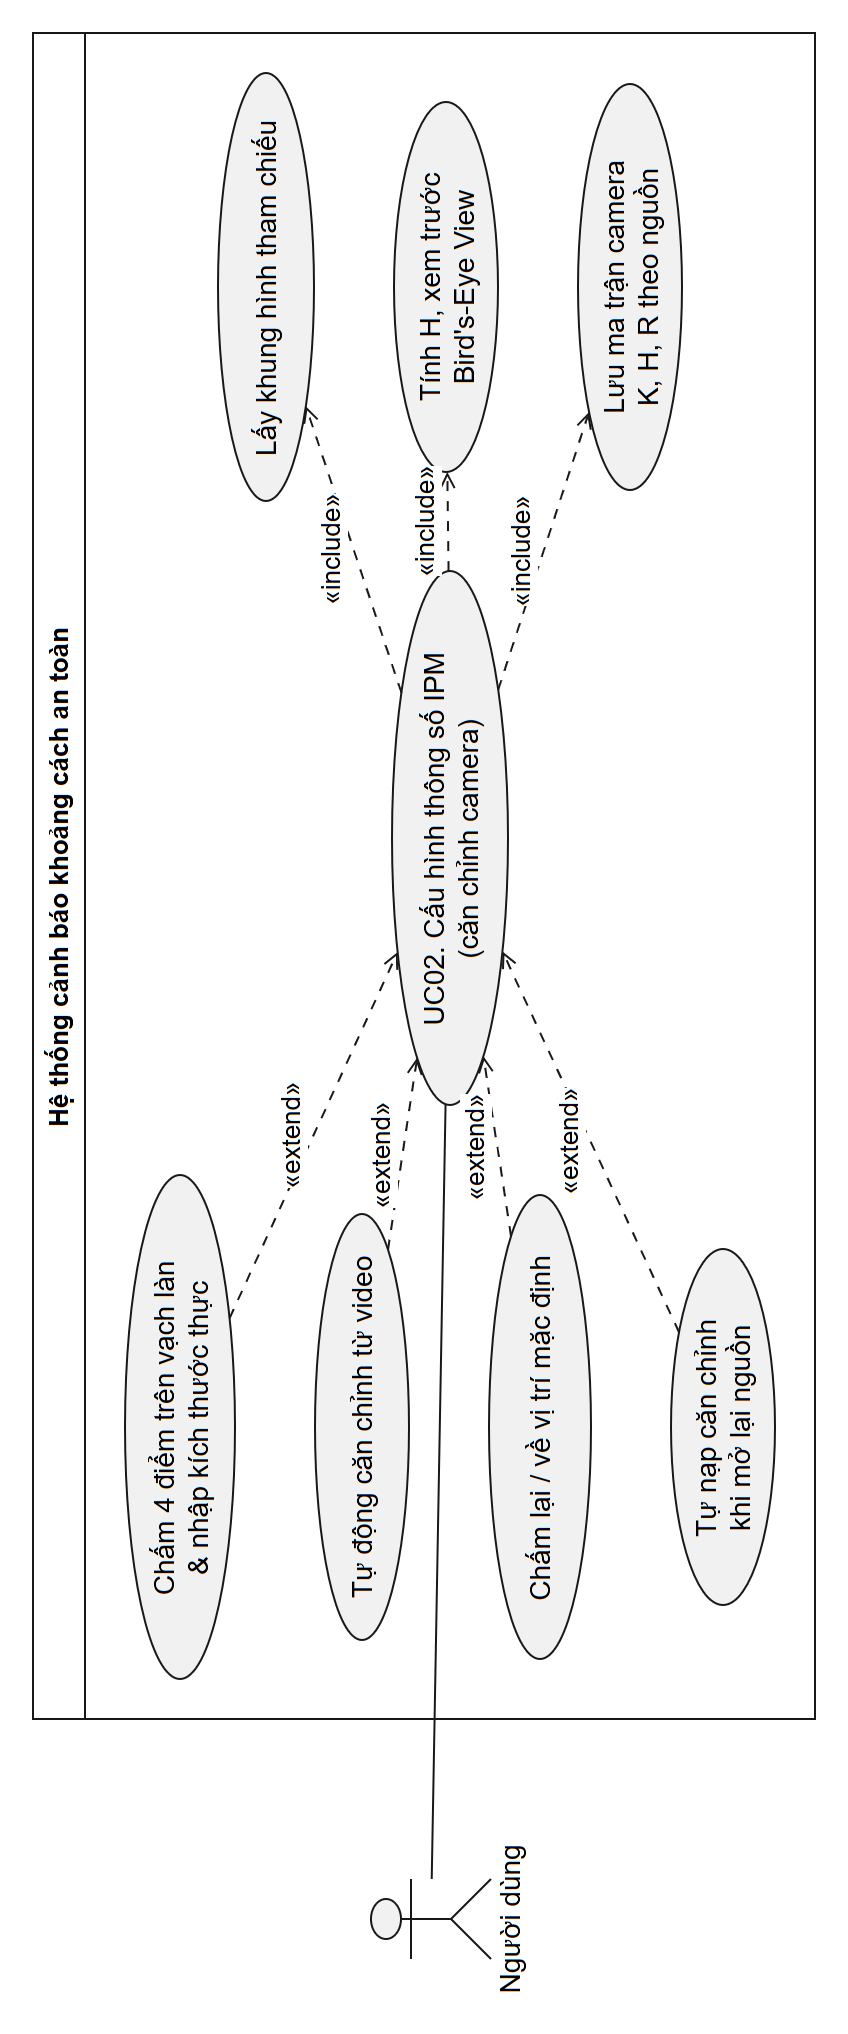 Hệ thống cảnh báo khoảng cách an toàn
Chấm 4 điểm trên vạch làn
& nhập kích thước thực
Tự động căn chỉnh từ video
Chấm lại / về vị trí mặc định
Tự nạp căn chỉnh
khi mở lại nguồn
«extend»
«extend»
«extend»
«extend»
UC02. Cấu hình thông số IPM
(căn chỉnh camera)
«include»
«include»
«include»
Lấy khung hình tham chiếu
Tính H, xem trước
Bird's-Eye View
Lưu ma trận camera
K, H, R theo nguồn
Người dùng